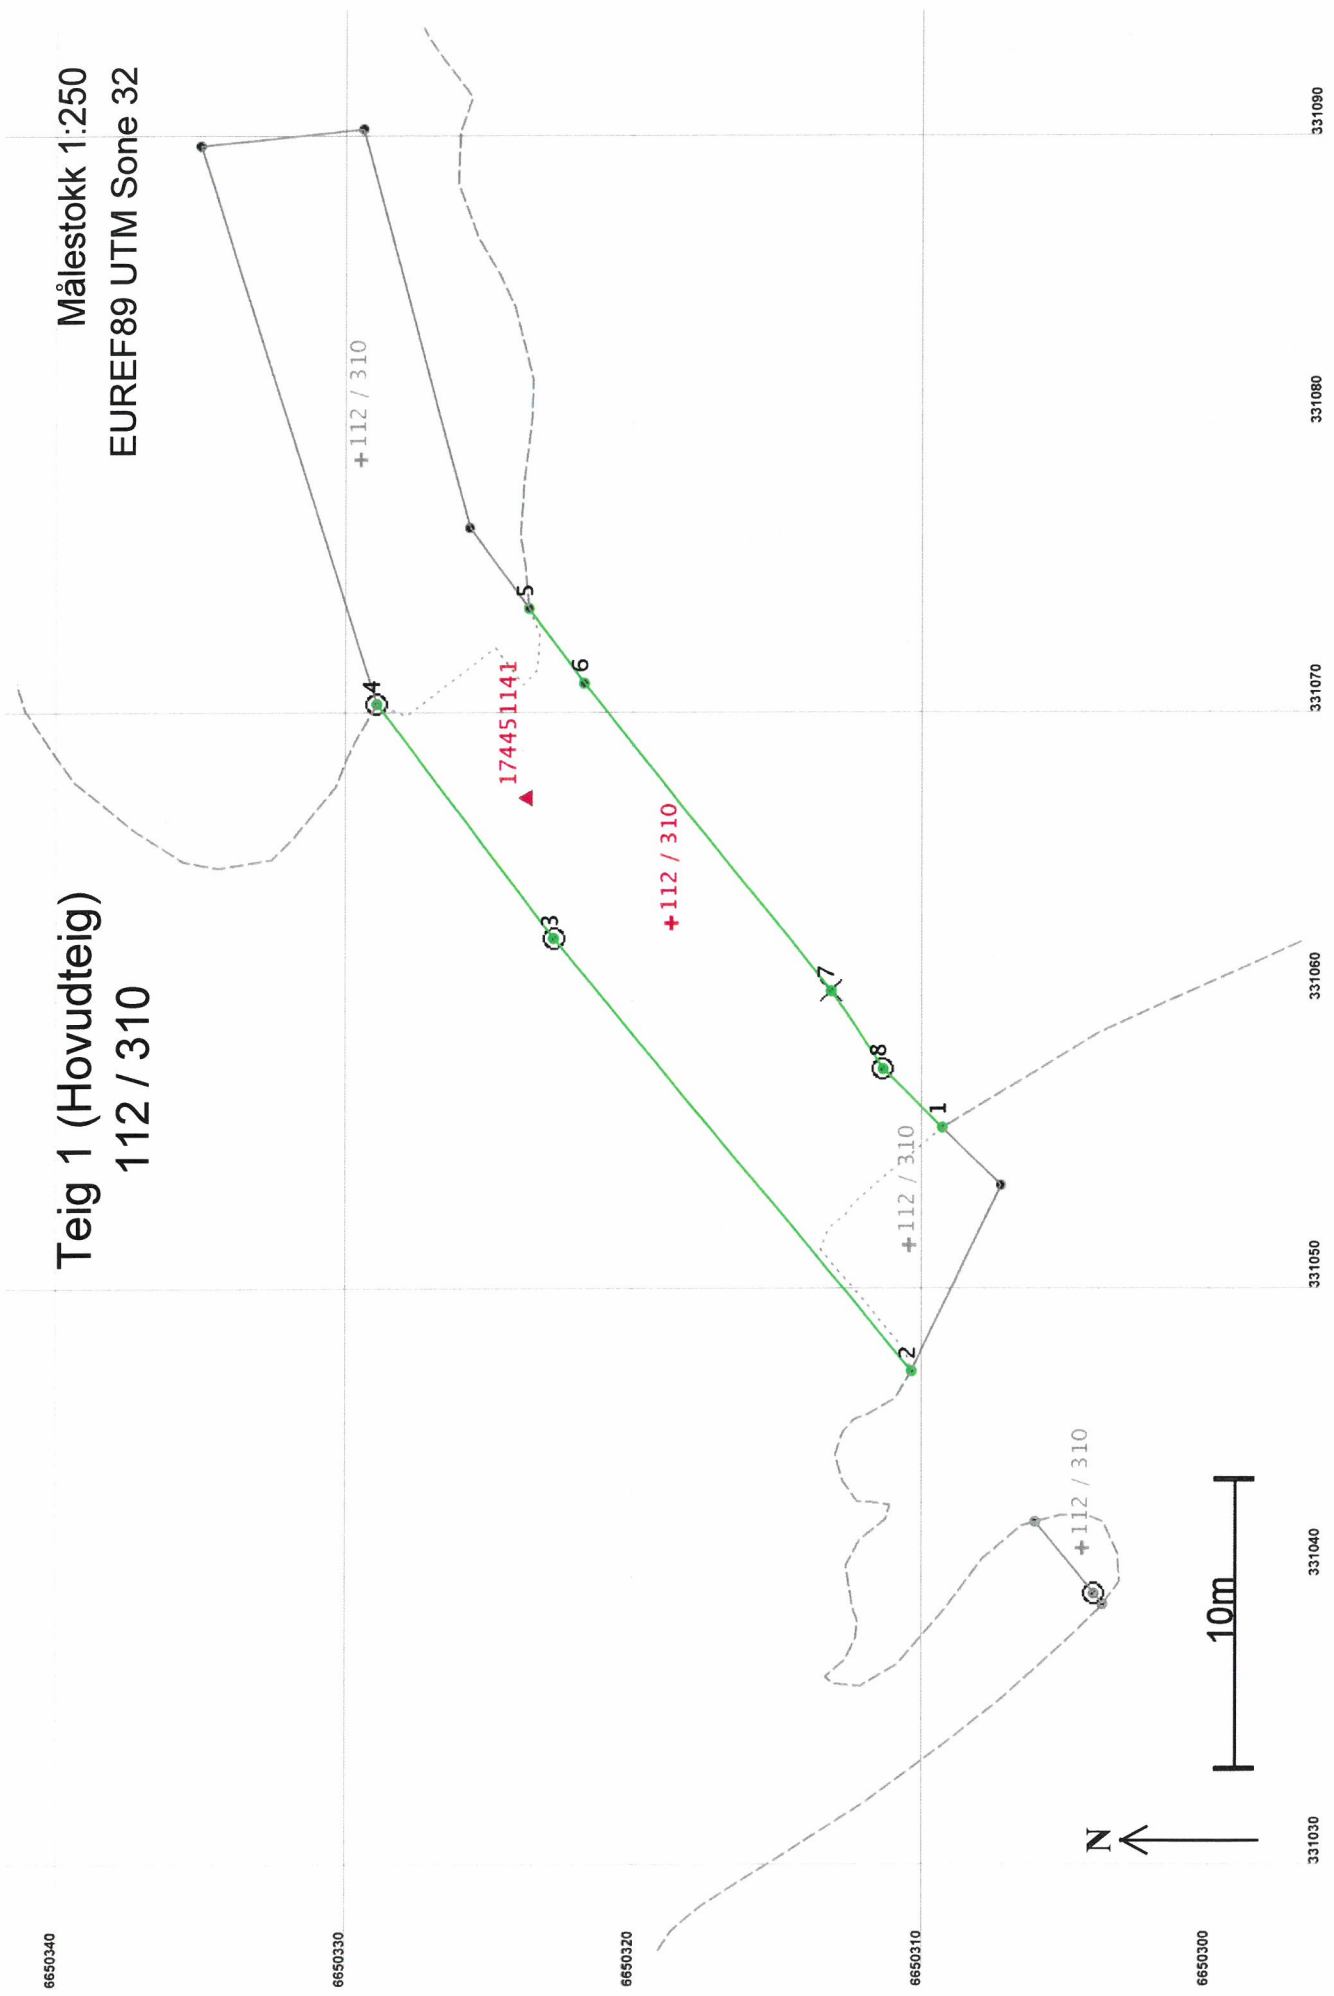 Teig 1 (Hovudteig)
112 / 310
Målestokk 1:250
EUREF89 UTM Sone 32
6650340
6650330
6650320
6650310
6650300
4
3
5
6
7
8
1
2
+112 / 310
174451141
+112 / 310
+112 / 310
+112 / 310
N
10m
331030
331040
331050
331060
331070
331080
331090